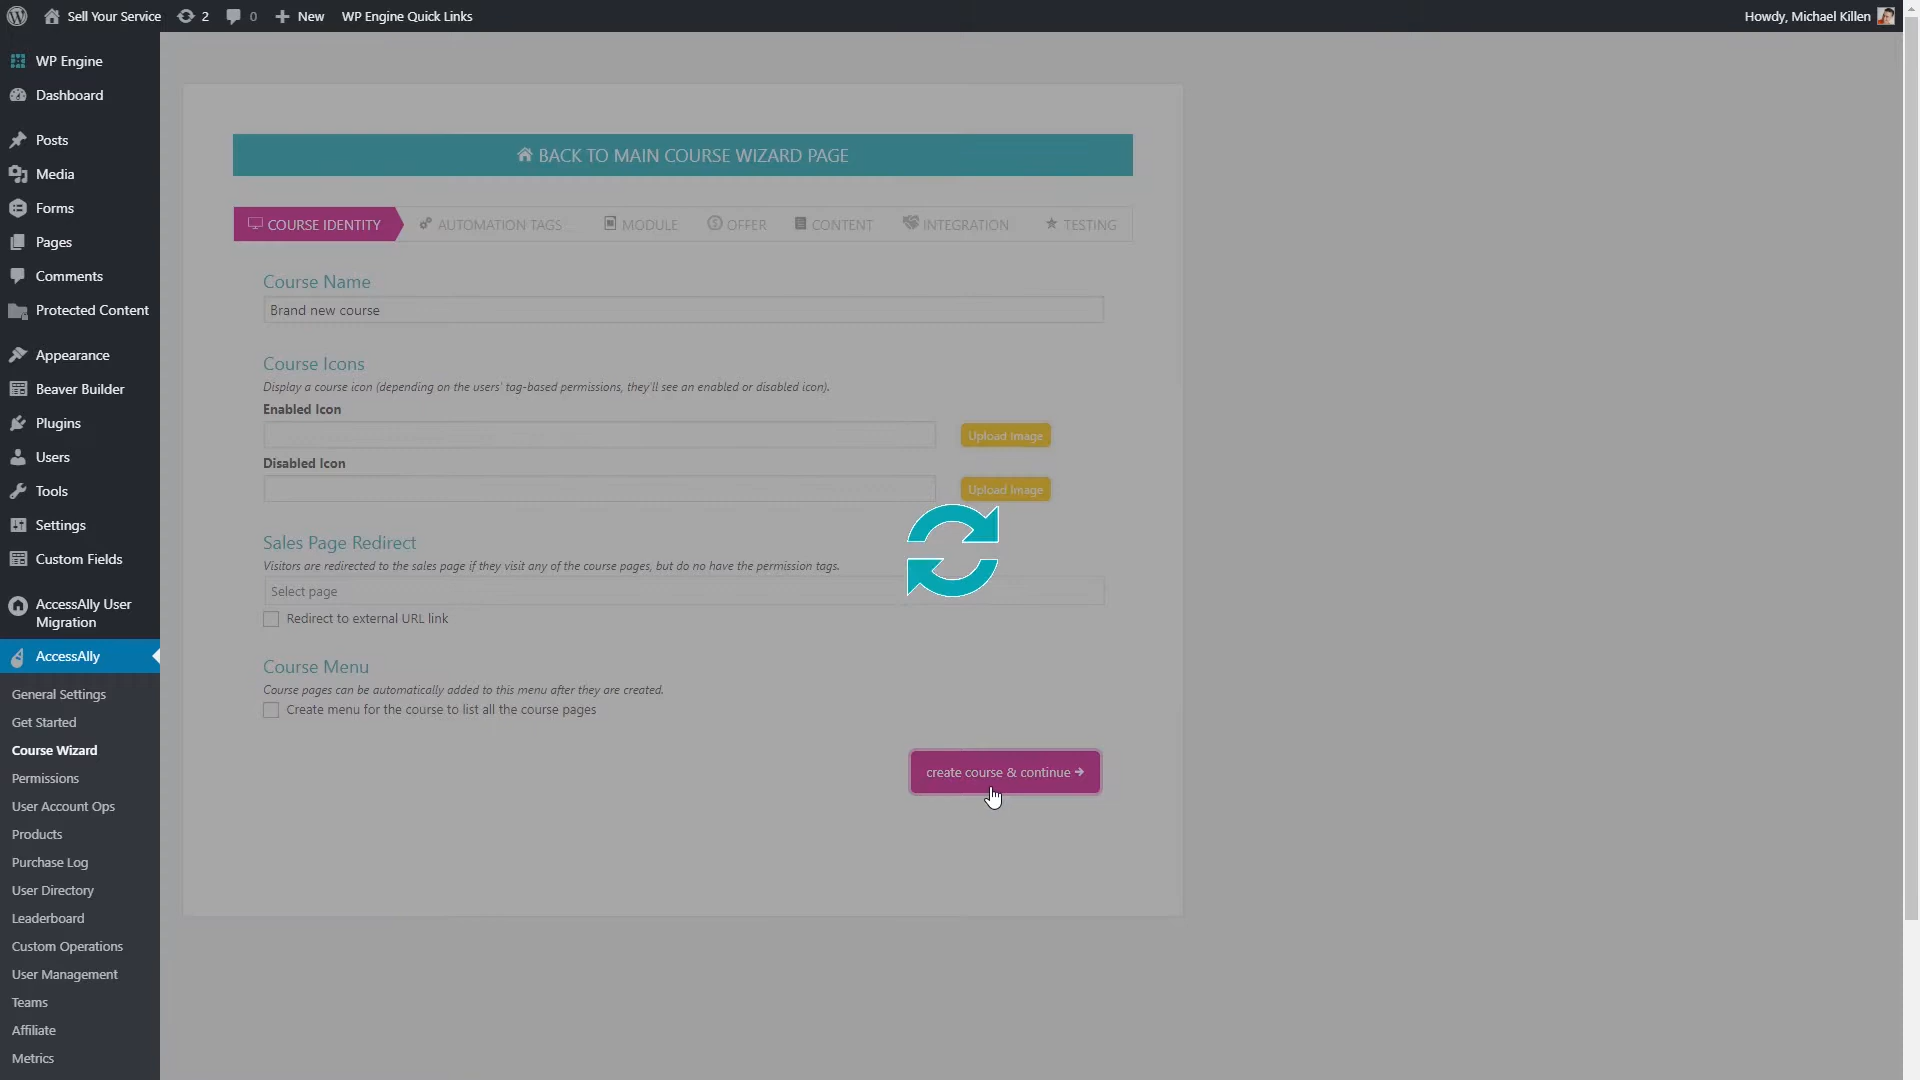 Sell Your Service
2
0
New
WP Engine Quick Links
Howdy, Michael Killen
WP Engine
Dashboard
Posts
Media
Forms
Pages
Comments
Protected Content
Appearance
Beaver Builder
Plugins
Users
Tools
Settings
Custom Fields
AccessAlly User
Migration
AccessAlly
General Settings
Get Started
Course Wizard
Permissions
User Account Ops
Products
Purchase Log
User Directory
Leaderboard
Custom Operations
User Management
Teams
Affiliate
Metrics
BACK TO MAIN COURSE WIZARD PAGE
COURSE IDENTITY
AUTOMATION TAGS
MODULE
OFFER
CONTENT
INTEGRATION
TESTING
Course Name
Brand new course
Course Icons
Display a course icon (depending on the users' tag-based permissions, they'll see an enabled or disabled icon).
Enabled Icon
Upload Image
Disabled Icon
Upload Image
Sales Page Redirect
Visitors are redirected to the sales page if they visit any of the course pages, but do no have the permission tags.
Select page
Redirect to external URL link
Course Menu
Course pages can be automatically added to this menu after they are created.
Create menu for the course to list all the course pages
create course & continue →